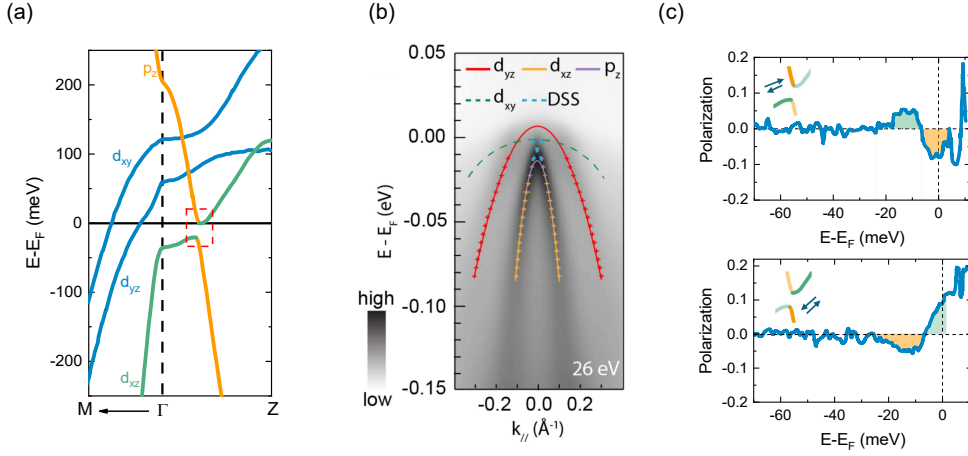 (a)
200
100
0
-100
-200
E-E_F (meV)
p_z
d_xy
d_yz
d_xz
M
Γ
Z
(b)
0.05
0.00
-0.05
-0.10
-0.15
E - E_F (eV)
d_yz
d_xz
p_z
d_xy
DSS
high
low
26 eV
-0.2
0.0
0.2
k_// (Å⁻¹)
(c)
0.2
0.1
0.0
-0.1
-0.2
Polarization
-60
-40
-20
0
E-E_F (meV)
0.2
0.1
0.0
-0.1
-0.2
Polarization
-60
-40
-20
0
E-E_F (meV)